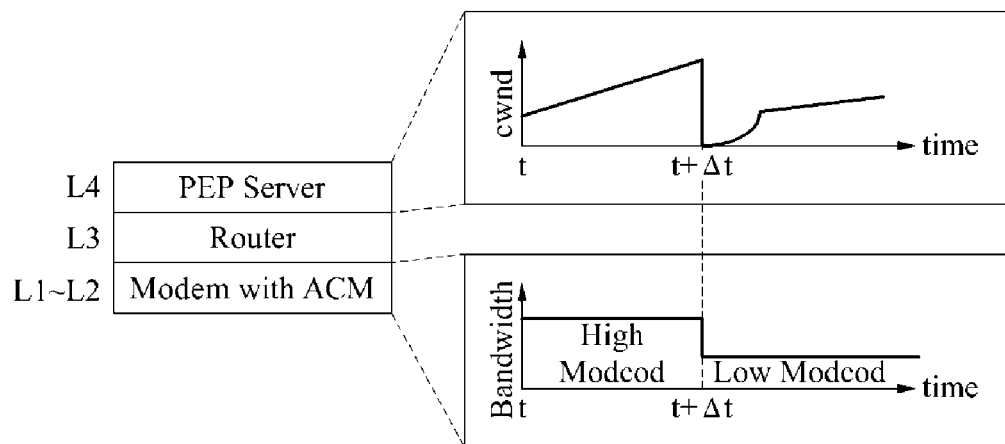 L4
PEP Server
L3
Router
L1~L2
Modem with ACM
cwnd
t
t+Δt
time
Bandwidth
High
Modcod
Low Modcod
t
t+Δt
time